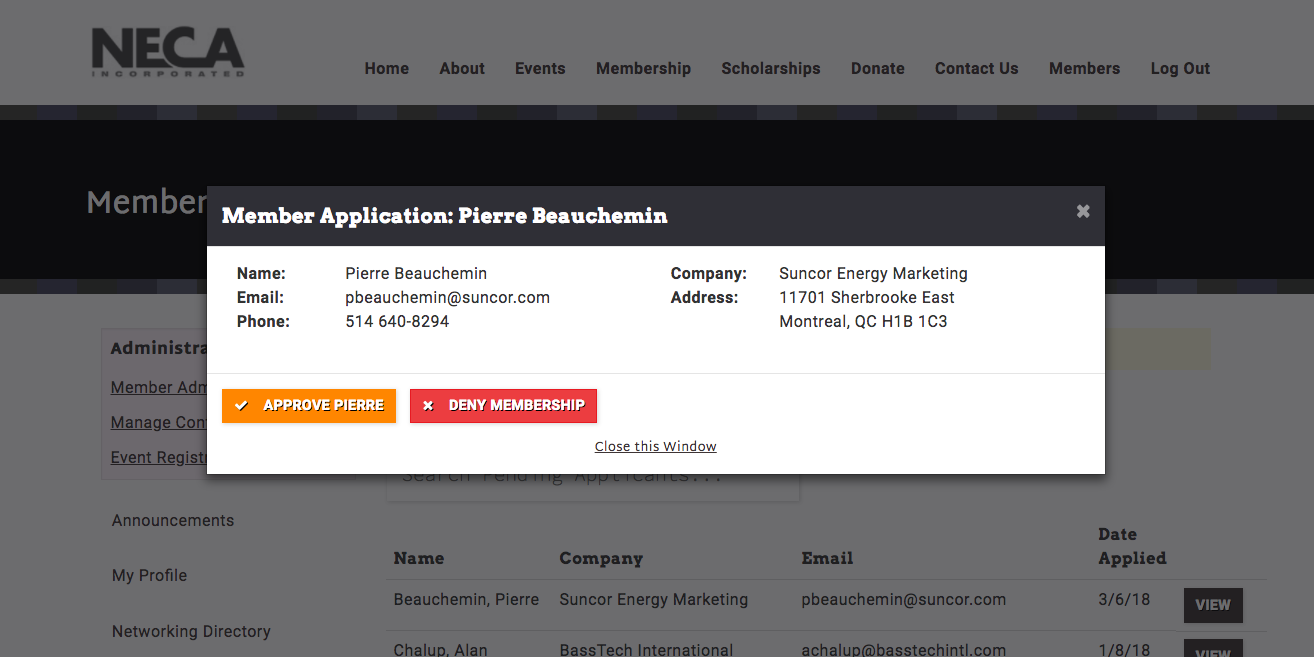 NECA
INCORPORATED
Home About Events Membership Scholarships Donate Contact Us Members Log Out
Member
Member Application: Pierre Beauchemin
Name: Pierre Beauchemin
Email: pbeauchemin@suncor.com
Phone: 514 640-8294
Company: Suncor Energy Marketing
Address: 11701 Sherbrooke East
Montreal, QC H1B 1C3
APPROVE PIERRE DENY MEMBERSHIP
Close this Window
Administra
Member Adm
Manage Con
Event Registr
Announcements
My Profile
Networking Directory
Search Pending Applicants...
Name Company Email Date Applied
Beauchemin, Pierre Suncor Energy Marketing pbeauchemin@suncor.com 3/6/18 VIEW
Chalup, Alan BassTech International achalup@basstechintl.com 1/8/18 VIEW